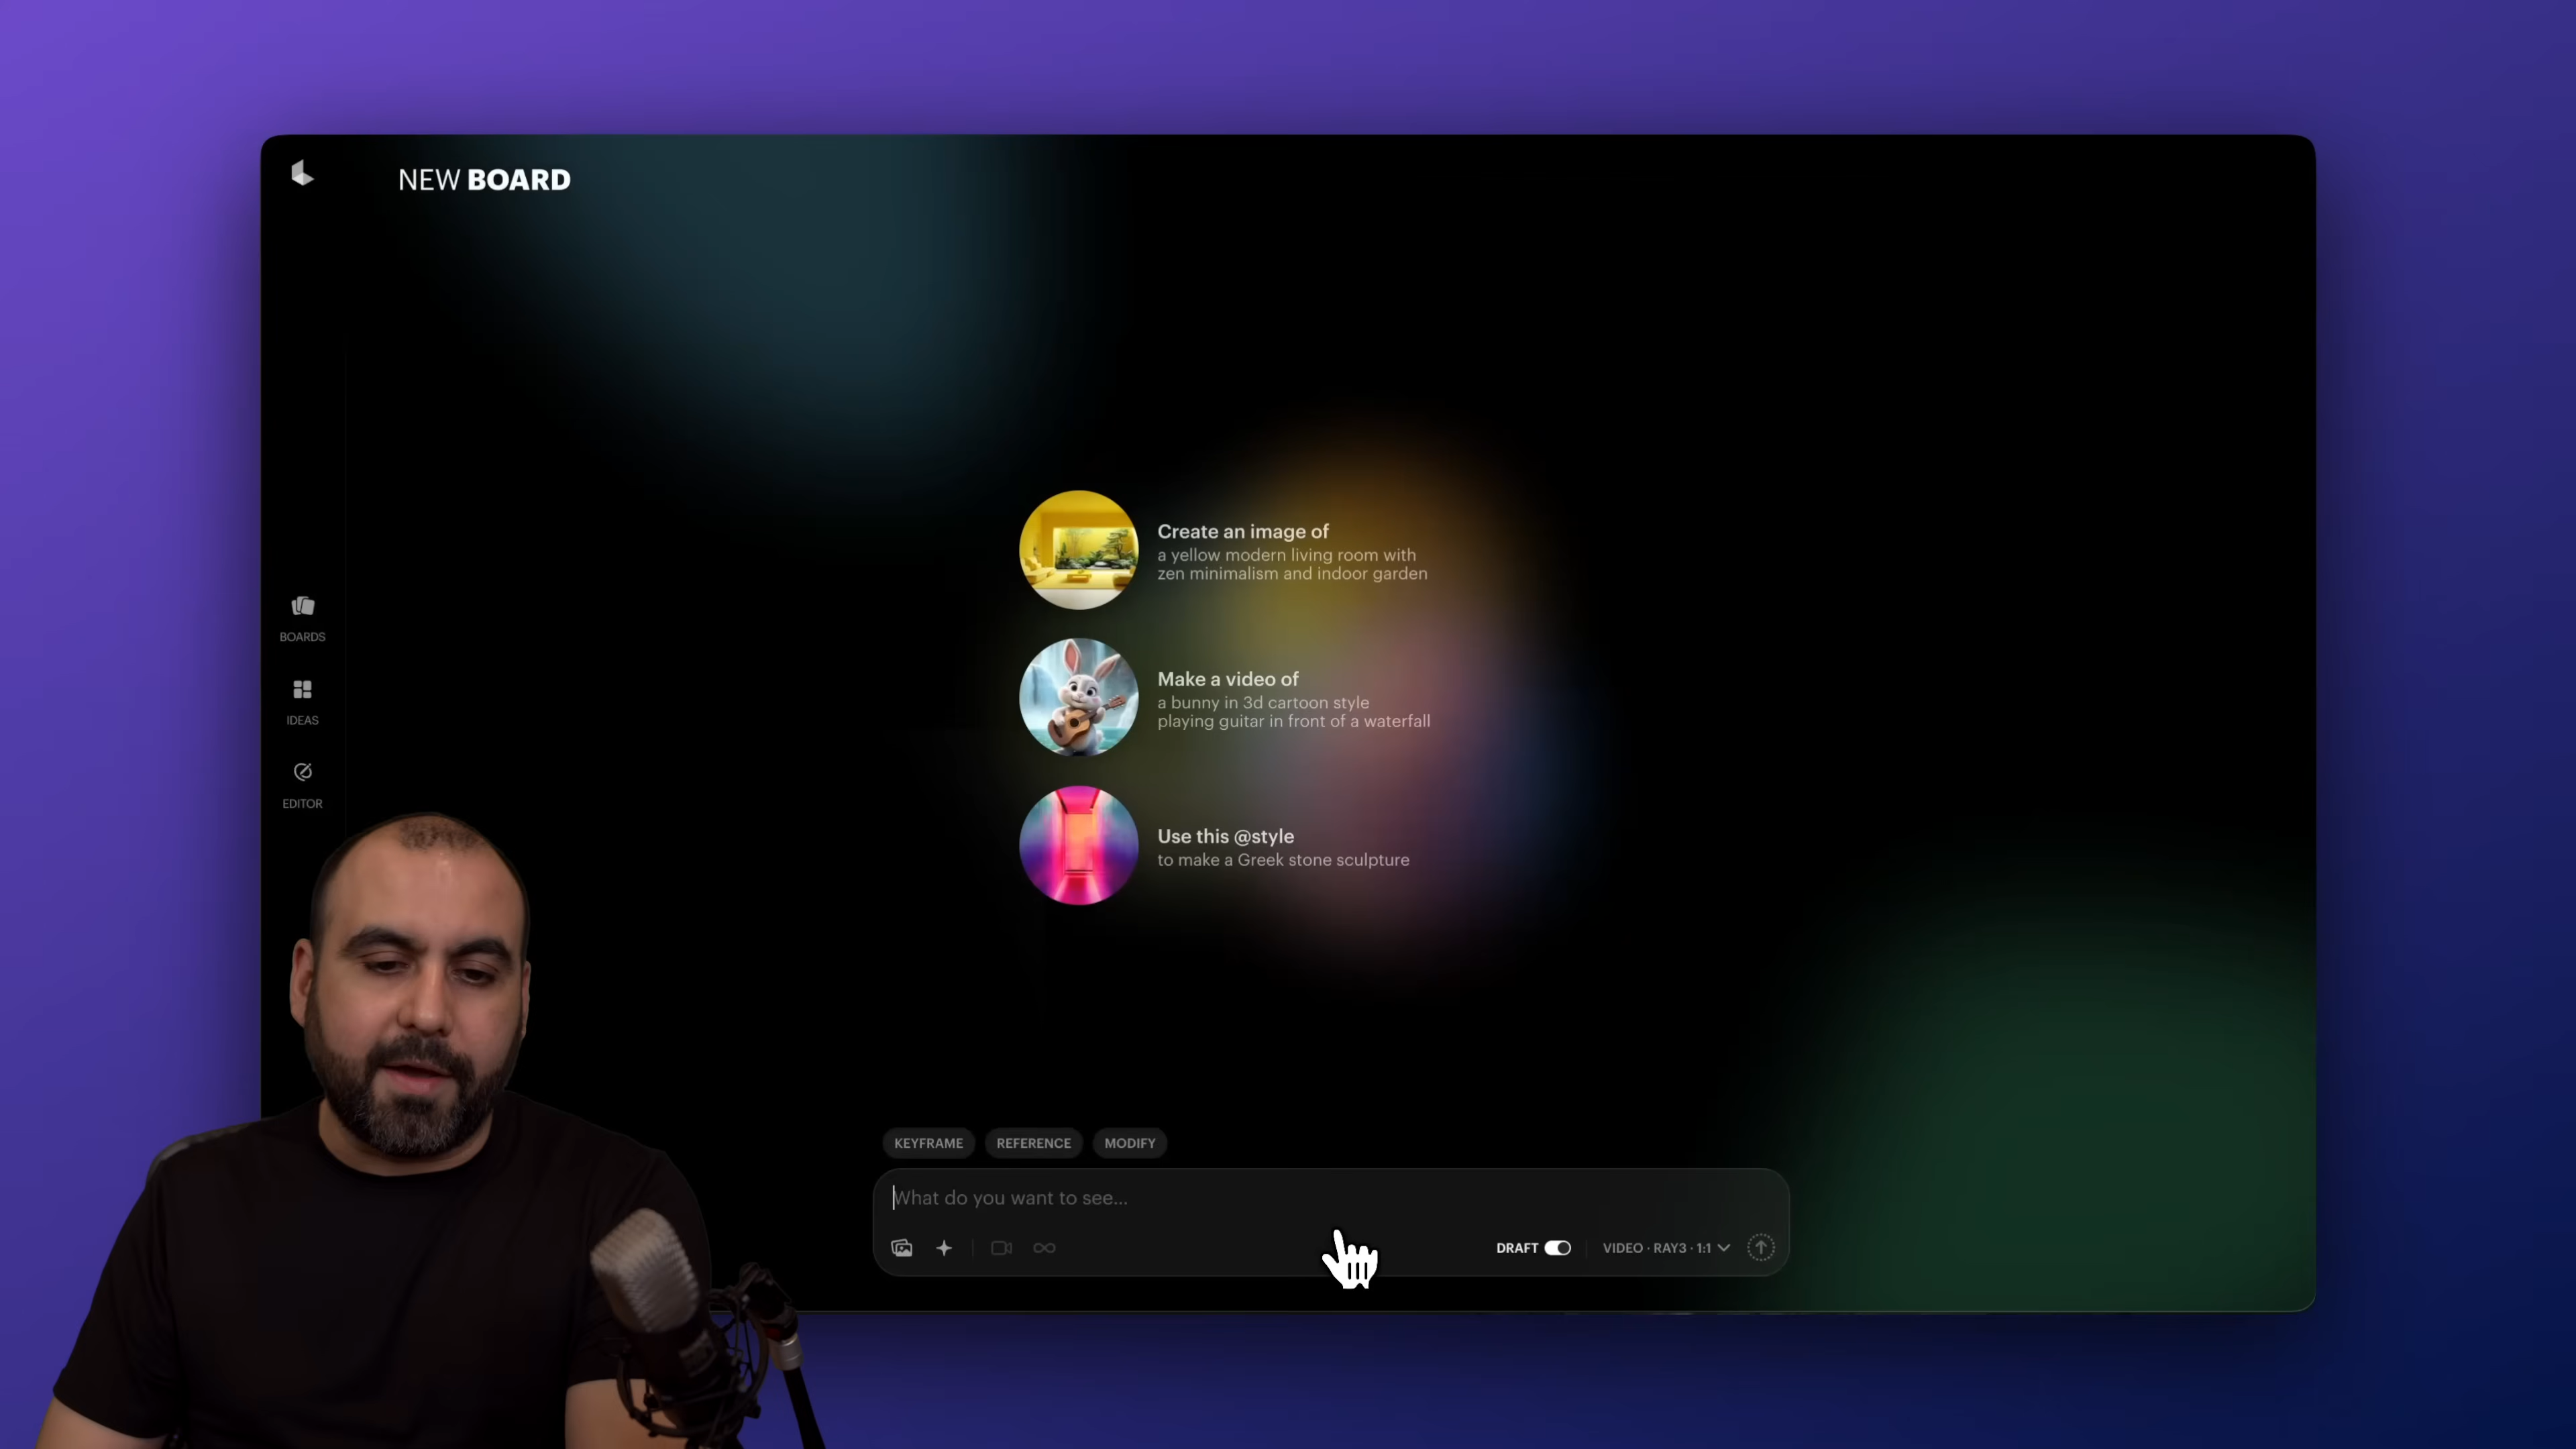 NEW BOARD
Create an image of
a yellow modern living room with
zen minimalism and indoor garden
BOARDS
Make a video of
a bunny in 3d cartoon style
playing guitar in front of a waterfall
IDEAS
EDITOR
Use this @style
to make a Greek stone sculpture
KEYFRAME REFERENCE MODIFY
What do you want to see...
DRAFT VIDEO · RAY3 · 1:1